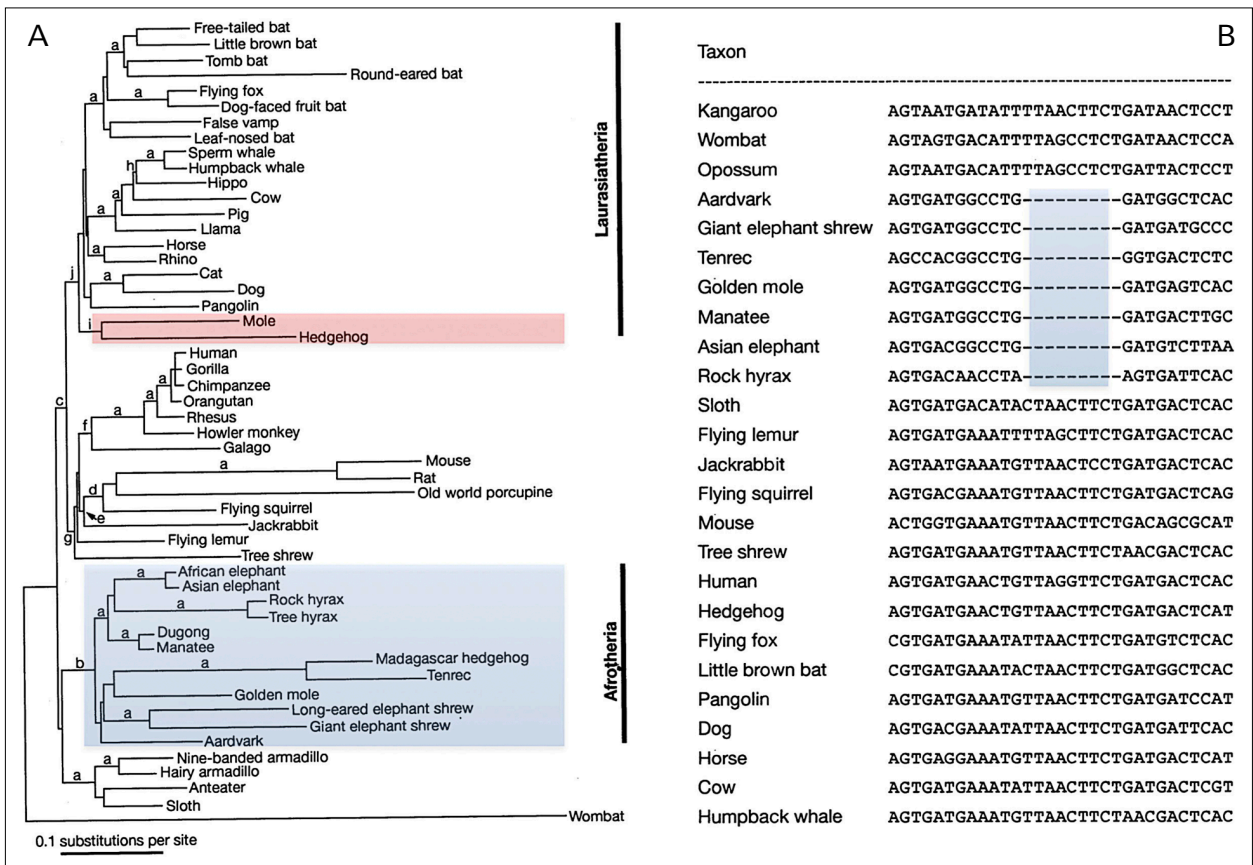 A
Free-tailed bat
a
Little brown bat
Tomb bat
Round-eared bat
a
a
Flying fox
Dog-faced fruit bat
False vamp
Leaf-nosed bat
a
Sperm whale
h
Humpback whale
Hippo
a
Cow
a
Pig
Llama
a
Horse
Rhino
j
a
Cat
Dog
Pangolin
i
Mole
Hedgehog
Laurasiatheria
Human
Gorilla
a
Chimpanzee
a
Orangutan
c
a
Rhesus
f
Howler monkey
Galago
a
Mouse
Rat
d
Old world porcupine
e
Flying squirrel
Jackrabbit
g
Flying lemur
Tree shrew
a
African elephant
Asian elephant
a
a
Rock hyrax
Tree hyrax
a
Dugong
Manatee
b
a
Madagascar hedgehog
Tenrec
Golden mole
a
Long-eared elephant shrew
Giant elephant shrew
Aardvark
Afrotheria
a
Nine-banded armadillo
a
Hairy armadillo
Anteater
Sloth
Wombat
0.1 substitutions per site
B
Taxon
Kangaroo AGTAATGATATTTTAACTTCTGATAACTCCT
Wombat AGTAGTGACATTTTAGCCTCTGATAACTCCA
Opossum AGTAATGACATTTTAGCCTCTGATTACTCCT
Aardvark AGTGATGGCCTG---------GATGGCTCAC
Giant elephant shrew AGTGATGGCCTC---------GATGATGCCC
Tenrec AGCCACGGCCTG---------GGTGACTCTC
Golden mole AGTGATGGCCTG---------GATGAGTCAC
Manatee AGTGATGGCCTG---------GATGACTTGC
Asian elephant AGTGACGGCCTG---------GATGTCTTAA
Rock hyrax AGTGACAACCTA---------AGTGATTCAC
Sloth AGTGATGACATACTAACTTCTGATGACTCAC
Flying lemur AGTGATGAAATTTTAGCTTCTGATGACTCAC
Jackrabbit AGTAATGAAATGTTAACTCCTGATGACTCAC
Flying squirrel AGTGACGAAATGTTAACTTCTGATGACTCAG
Mouse ACTGGTGAAATGTTAACTTCTGACAGCGCAT
Tree shrew AGTGATGAAATGTTAACTTCTAACGACTCAC
Human AGTGATGAACTGTTAGGTTCTGATGACTCAC
Hedgehog AGTGATGAACTGTTAACTTCTGATGACTCAT
Flying fox CGTGATGAAATATTAACTTCTGATGTCTCAC
Little brown bat CGTGATGAAATACTAACTTCTGATGGCTCAC
Pangolin AGTGATGAAATGTTAACTTCTGATGATCCAT
Dog AGTGACGAAATATTAACTTCTGATGATTCAC
Horse AGTGAGGAAATGTTAACTTCTGATGACTCAT
Cow AGTGATGAAATATTAACTTCTGATGACTCGT
Humpback whale AGTGATGAAATGTTAACTTCTAACGACTCAC